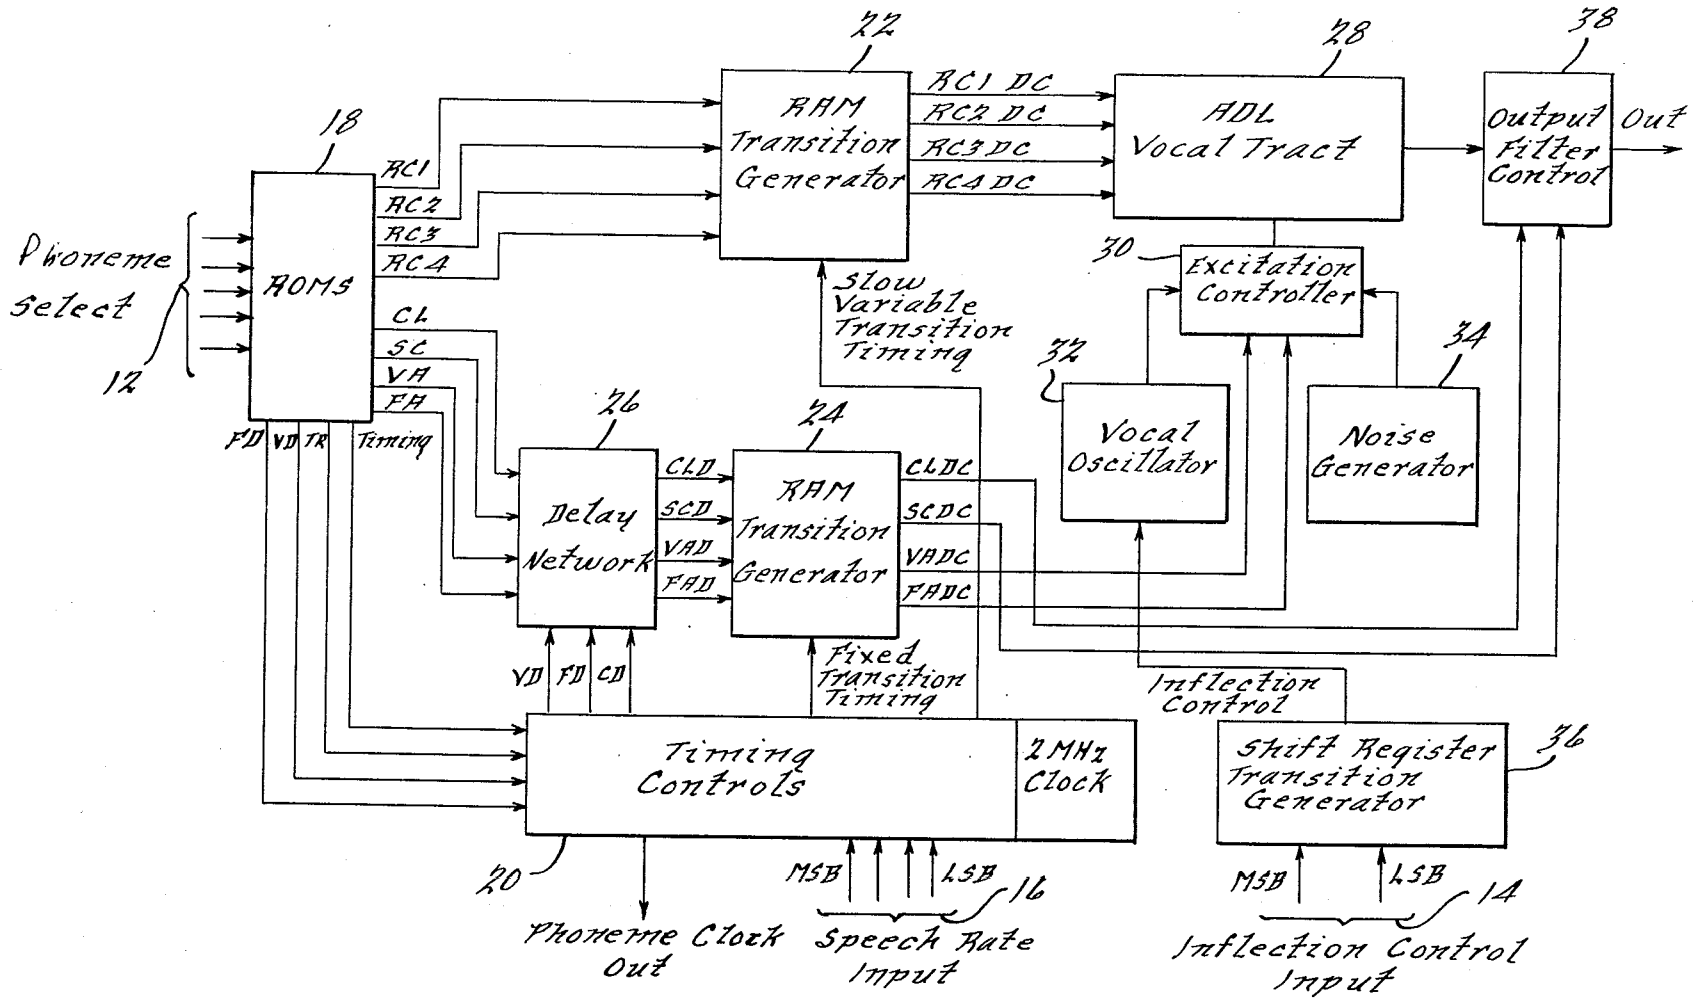 22
28
38
18
RAM
Transition
Generator
RC1 DC
RC2 DC
RC3 DC
RC4 DC
ADL
Vocal Tract
Output
Filter
Control
Out
RC1
RC2
RC3
RC4
CL
SC
VA
FA
Phoneme
Select
12
ROMS
FD
VD
TR
Timing
Slow
Variable
Transition
Timing
30
Excitation
Controller
32
Vocal
Oscillator
34
Noise
Generator
26
Delay
Network
CLD
SCD
VAD
FAD
24
RAM
Transition
Generator
CLDC
SCDC
VADC
FADC
VD
FD
CD
Fixed
Transition
Timing
Inflection
Control
Timing
Controls
2 MHz
Clock
20
Shift Register
Transition
Generator
36
MSB
LSB
16
MSB
LSB
14
Phoneme Clock
Out
Speech Rate
Input
Inflection Control
Input